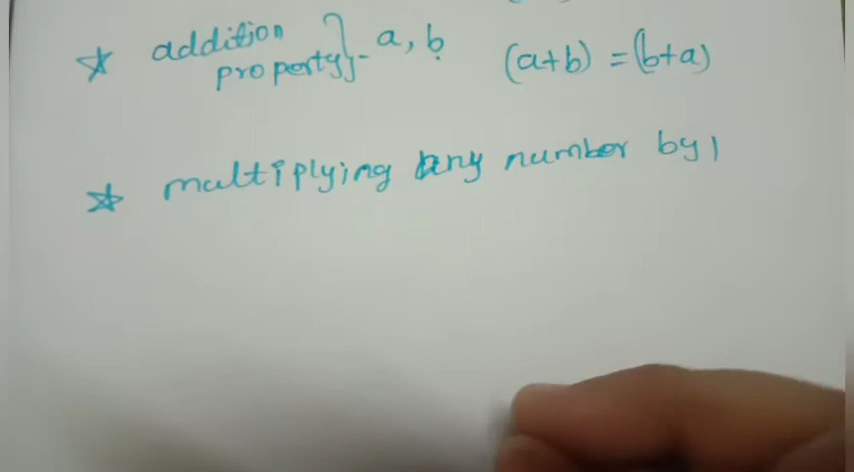 ☆ addition property } - a, b (a+b) = (b+a)
☆ multiplying any number by 1